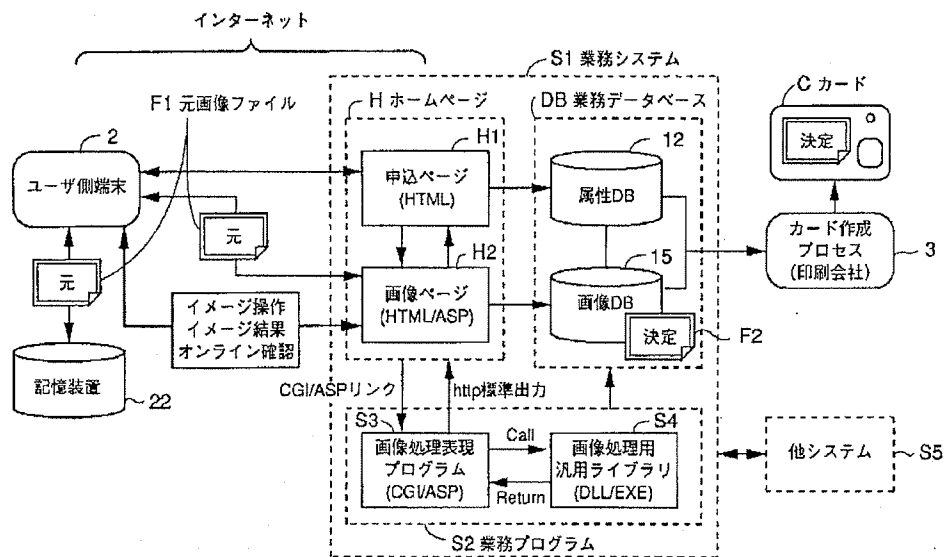 インターネット
S1 業務システム
F1 元画像ファイル
H ホームページ
DB 業務データベース
C カード
2
H1
12
決定
ユーザ側端末
申込ページ
(HTML)
属性DB
元
カード作成
プロセス
(印刷会社)
3
元
H2
15
イメージ操作
イメージ結果
オンライン確認
画像ページ
(HTML/ASP)
画像DB
決定
F2
記憶装置
22
CGI/ASPリンク
http標準出力
S3
S4
画像処理表現
プログラム
(CGI/ASP)
Call
Return
画像処理用
汎用ライブラリ
(DLL/EXE)
他システム
S5
S2 業務プログラム